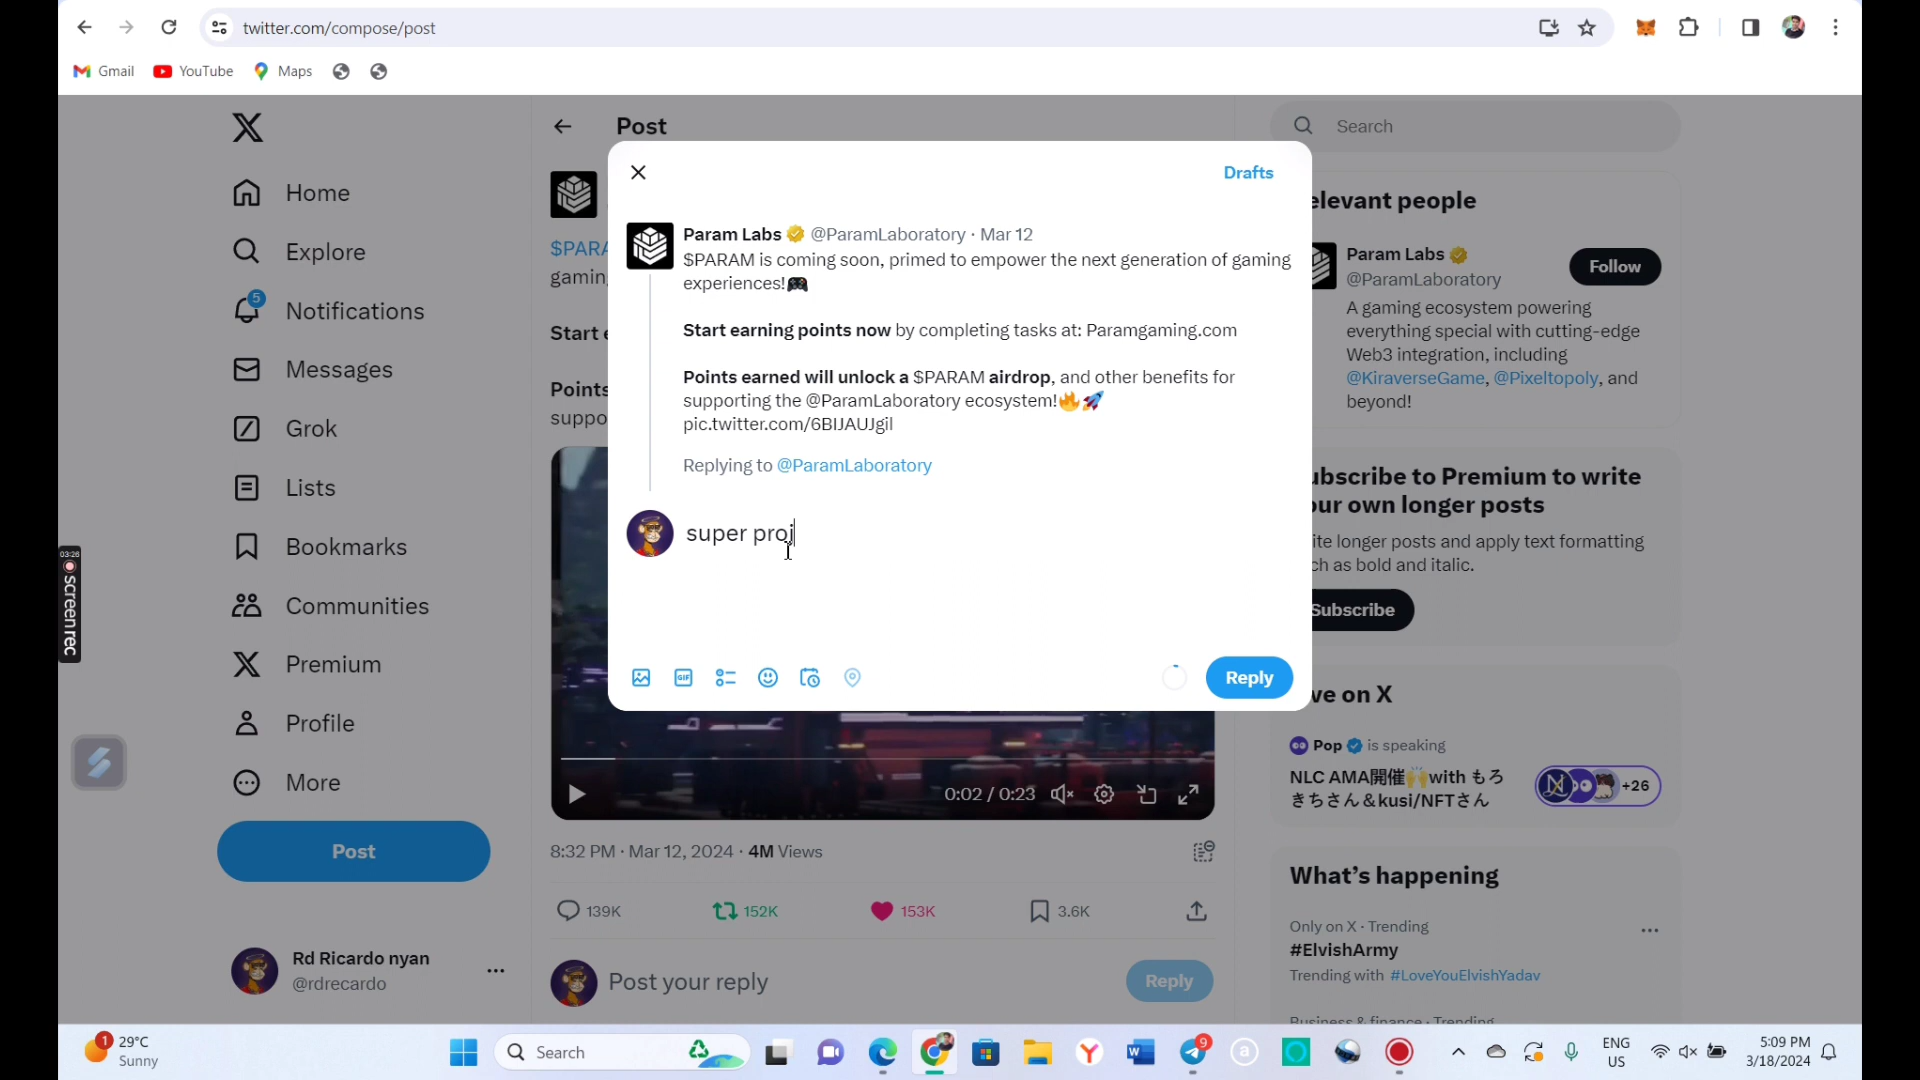 twitter.com/compose/post
Gmail
YouTube
Maps
Home
Explore
5
Notifications
Messages
Grok
Lists
Bookmarks
Communities
Premium
Profile
More
Post
Rd Ricardo nyan
@rdrecardo
03:26
screenrec
Post
$PARA
gaming
Start e
Points
suppo
Drafts
Param Labs @ParamLaboratory · Mar 12
$PARAM is coming soon, primed to empower the next generation of gaming
experiences!🎮
Start earning points now by completing tasks at: Paramgaming.com
Points earned will unlock a $PARAM airdrop, and other benefits for
supporting the @ParamLaboratory ecosystem!🔥🚀
pic.twitter.com/6BIJAUJgil
Replying to @ParamLaboratory
super proj
GIF
Reply
0:02 / 0:23
8:32 PM · Mar 12, 2024 · 4M Views
139K
152K
153K
3.6K
Post your reply
Reply
Search
elevant people
Param Labs
@ParamLaboratory
Follow
A gaming ecosystem powering
everything special with cutting-edge
Web3 integration, including
@KiraverseGame, @Pixeltopoly, and
beyond!
ubscribe to Premium to write
our own longer posts
ite longer posts and apply text formatting
ch as bold and italic.
Subscribe
ve on X
Pop is speaking
NLC AMA開催🙌with もろ
きちさん＆kusi/NFTさん
+26
What's happening
Only on X · Trending
#ElvishArmy
Trending with #LoveYouElvishYadav
Business & finance · Trending
1
29°C
Sunny
Search
9
ENG
US
5:09 PM
3/18/2024